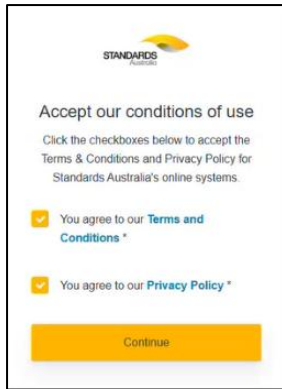 STANDARDS
Australia
Accept our conditions of use
Click the checkboxes below to accept the
Terms & Conditions and Privacy Policy for
Standards Australia's online systems.
You agree to our Terms and
Conditions *
You agree to our Privacy Policy *
Continue